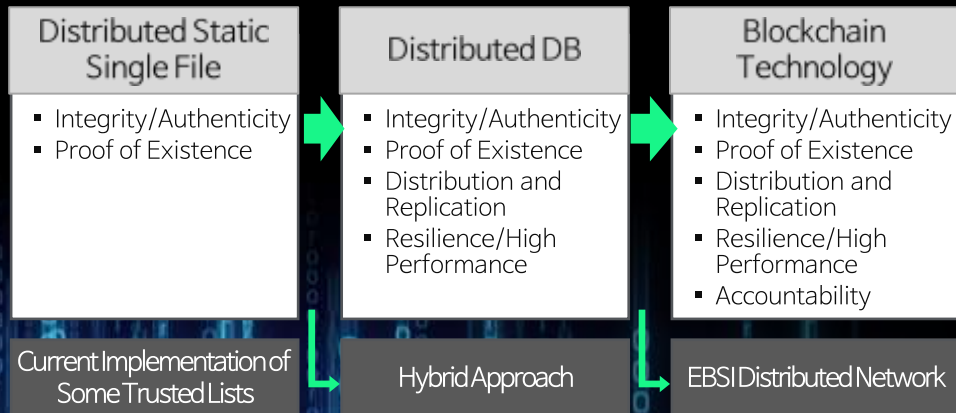 Distributed Static
Single File
▪ Integrity/Authenticity
▪ Proof of Existence
Current Implementation of
Some Trusted Lists
Distributed DB
▪ Integrity/Authenticity
▪ Proof of Existence
▪ Distribution and
Replication
▪ Resilience/High
Performance
Hybrid Approach
Blockchain
Technology
▪ Integrity/Authenticity
▪ Proof of Existence
▪ Distribution and
Replication
▪ Resilience/High
Performance
▪ Accountability
EBSI Distributed Network